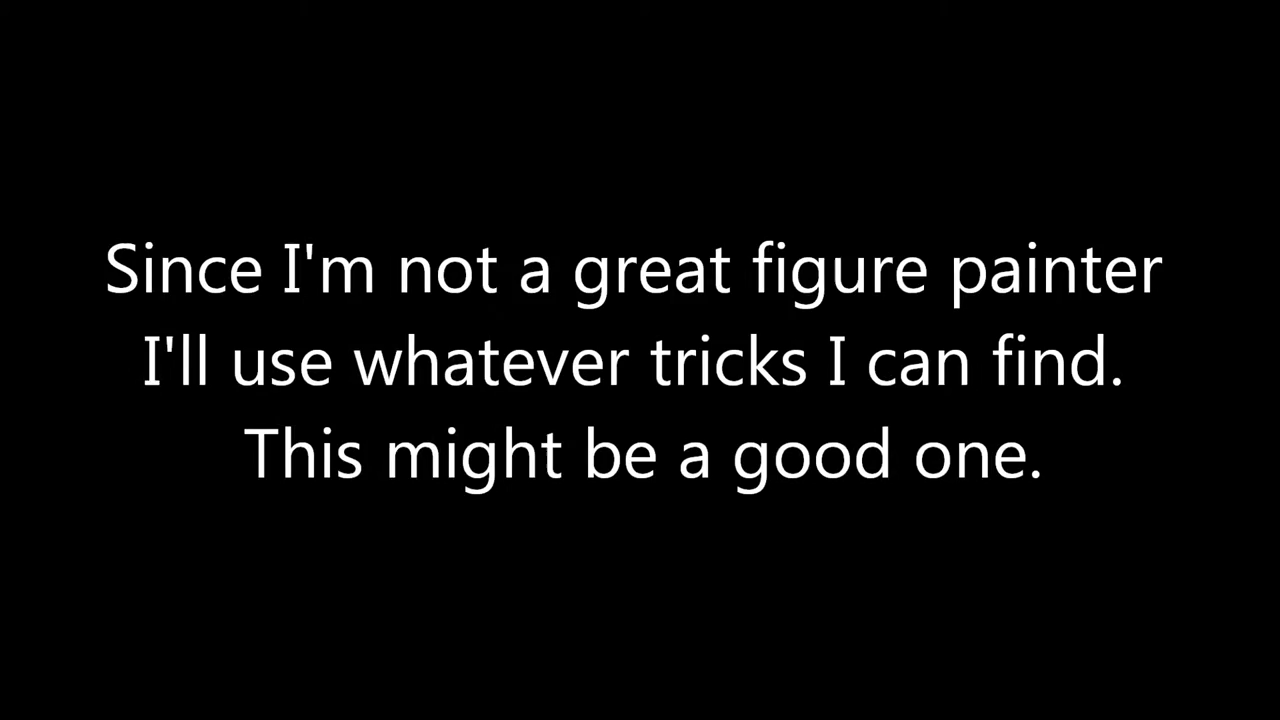 Since I'm not a great figure painter
I'll use whatever tricks I can find.
This might be a good one.